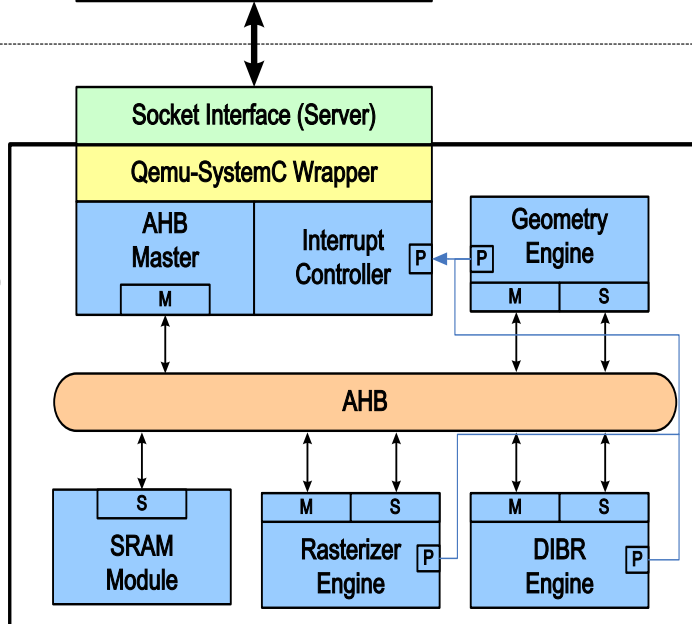 Socket Interface (Server)
Qemu-SystemC Wrapper
AHB
Master
M
Interrupt
Controller
P
Geometry
Engine
P
M
S
AHB
S
SRAM
Module
M
S
Rasterizer
Engine
P
M
S
DIBR
Engine
P